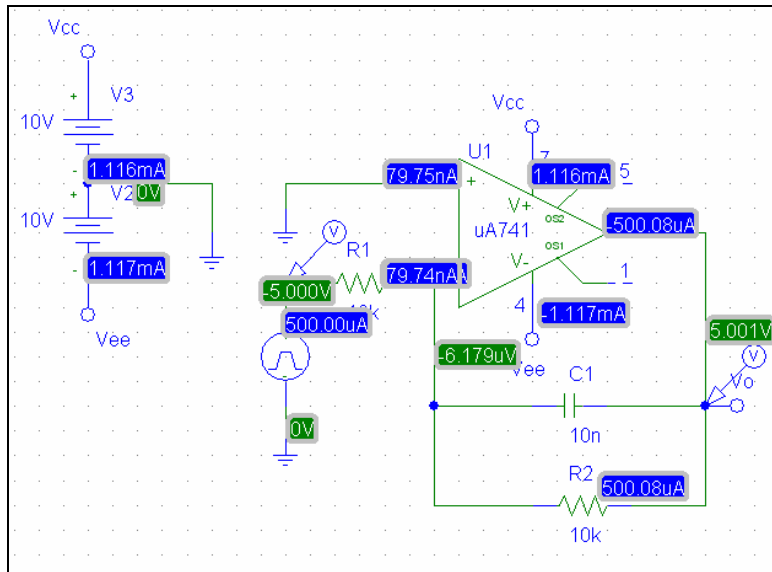 Vcc
V3
10V
1.116mA
V2
0V
10V
1.117mA
Vee
Vcc
U1
7
5
79.75nA
1.116mA
+
V+
OS2
uA741
-500.08uA
OS1
V-
V
R1
79.74nA
1
-5.000V
4
-1.117mA
500.00uA
5.001V
-6.179uV
Vee
C1
V
Vo
0V
10n
R2
500.08uA
10k